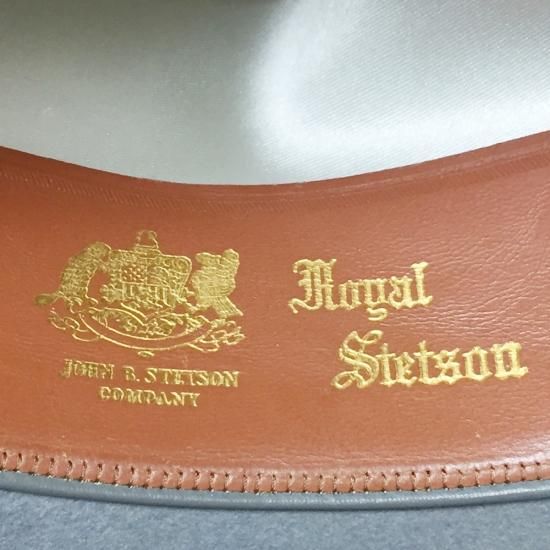 JOHN B. STETSON
COMPANY
Royal
Stetson